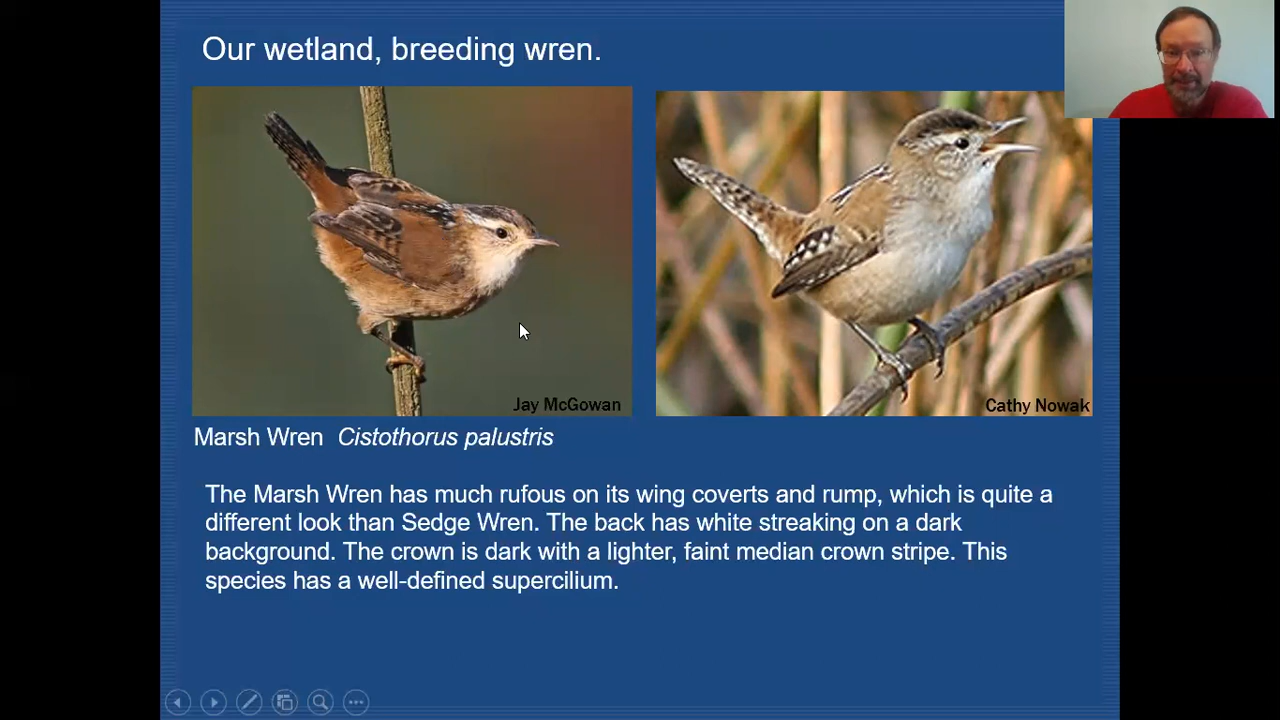 Our wetland, breeding wren.
Jay McGowan
Cathy Nowak
Marsh Wren Cistothorus palustris
The Marsh Wren has much rufous on its wing coverts and rump, which is quite a
different look than Sedge Wren. The back has white streaking on a dark
background. The crown is dark with a lighter, faint median crown stripe. This
species has a well-defined supercilium.